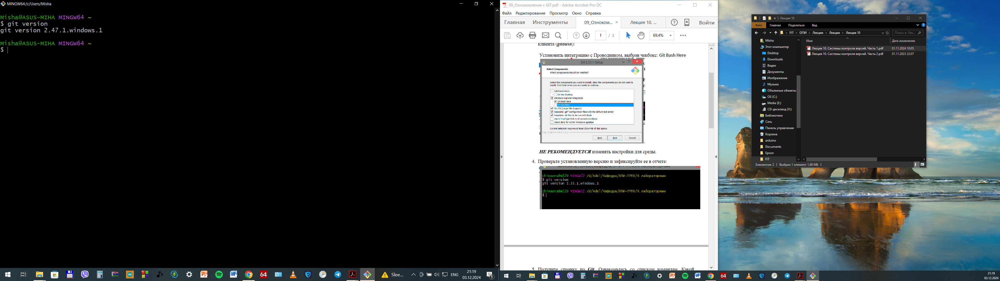 MINGW64:/c/Users/Misha
Misha@ASUS-MIHA MINGW64 ~
$ git version
git version 2.47.1.windows.1
Misha@ASUS-MIHA MINGW64 ~
$
Slee...
ENG
21:19
03.12.2024
1
09_Ознокомление с GIT.pdf - Adobe Acrobat Pro DC
Файл Редактирование Просмотр Окно Справка
Главная Инструменты 09_Озноком... × Лекция 10. ... Войти
1 / 3 69,4%
клиента (gitbush):
Установить интеграцию с Проводником, выбрав чекбокс: Git Bash Here
Git 2.33.1 Setup
Select Components
Which components should be installed?
Select the components you want to install; clear the components you do not want to
install. Click Next when you are ready to continue.
Additional icons
On the Desktop
Windows Explorer integration
Git Bash Here
Git GUI Here
Git LFS (Large File Support)
Associate .git* configuration files with the default text editor
Associate .sh files to be run with Bash
Use a TrueType font in all console windows
Check daily for Git for Windows updates
Current selection requires at least 259,4 MB of disk space.
Back Next Cancel
НЕ РЕКОМЕНДУЕТСЯ изменять настройки для среды.
4. Проверьте установленную версию и зафиксируйте ее в отчете:
MINGW32:/d/Adel/Кафедра/ОПИ+ТРПО/К лабораторным
chimaera@W520 MINGW32 /d/Adel/Кафедра/ОПИ+ТРПО/К лабораторным
$ git version
git version 2.33.1.windows.1
chimaera@W520 MINGW32 /d/Adel/Кафедра/ОПИ+ТРПО/К лабораторным
$
5. Получите справку по Git. Ознакомьтесь со списком команд. Какой
Лекция 10
Файл Главная Поделиться Вид
FIT > ОПИ > Лекции > Лекции > Лекция 10
Поиск в: Лек...
Имя Дата изменения
Лекция 10. Системы контроля версий. Часть 1.pdf 01.11.2024 10:05
Лекция 10. Системы контроля версий. Часть 2.pdf 01.11.2023 22:07
Misha
Этот компьютер
Desktop
Downloads
Видео
Документы
Изображения
Музыка
Объемные объекты
OS (C:)
Media (E:)
CD-дисковод (V:)
Библиотеки
Сеть
Панель управления
Корзина
arduino
Documents
Epson
FIT
Элементов: 2 Выбран 1 элемент: 1,80 МБ
64
64
21:19
03.12.2024